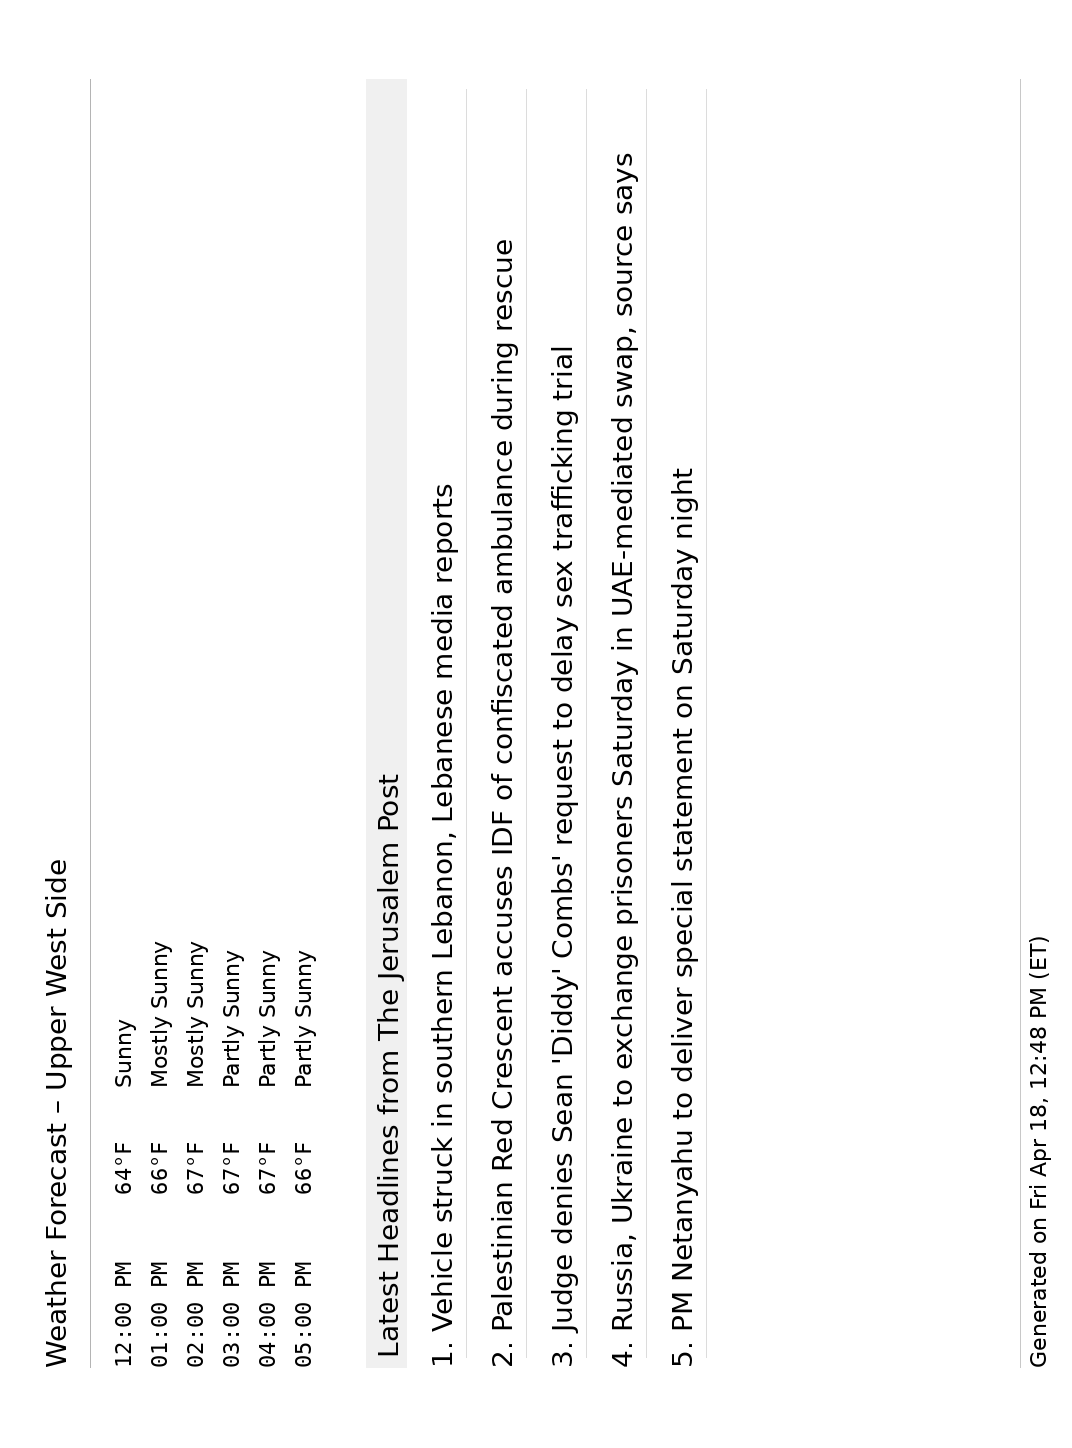 Weather Forecast – Upper West Side
12:00 PM 64°F Sunny
01:00 PM 66°F Mostly Sunny
02:00 PM 67°F Mostly Sunny
03:00 PM 67°F Partly Sunny
04:00 PM 67°F Partly Sunny
05:00 PM 66°F Partly Sunny
Latest Headlines from The Jerusalem Post
1. Vehicle struck in southern Lebanon, Lebanese media reports
2. Palestinian Red Crescent accuses IDF of confiscated ambulance during rescue
3. Judge denies Sean 'Diddy' Combs' request to delay sex trafficking trial
4. Russia, Ukraine to exchange prisoners Saturday in UAE-mediated swap, source says
5. PM Netanyahu to deliver special statement on Saturday night
Generated on Fri Apr 18, 12:48 PM (ET)